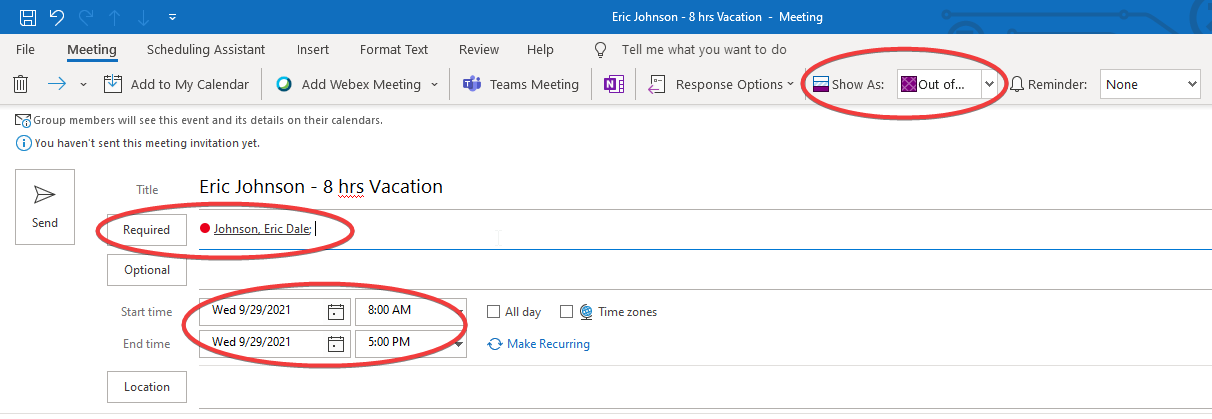 Eric Johnson - 8 hrs Vacation - Meeting
File Meeting Scheduling Assistant Insert Format Text Review Help Tell me what you want to do
Add to My Calendar Add Webex Meeting Teams Meeting Response Options Show As: Out of... Reminder: None
Group members will see this event and its details on their calendars.
You haven't sent this meeting invitation yet.
Title Eric Johnson - 8 hrs Vacation
Send
Required Johnson, Eric Dale;
Optional
Start time Wed 9/29/2021 8:00 AM All day Time zones
End time Wed 9/29/2021 5:00 PM Make Recurring
Location